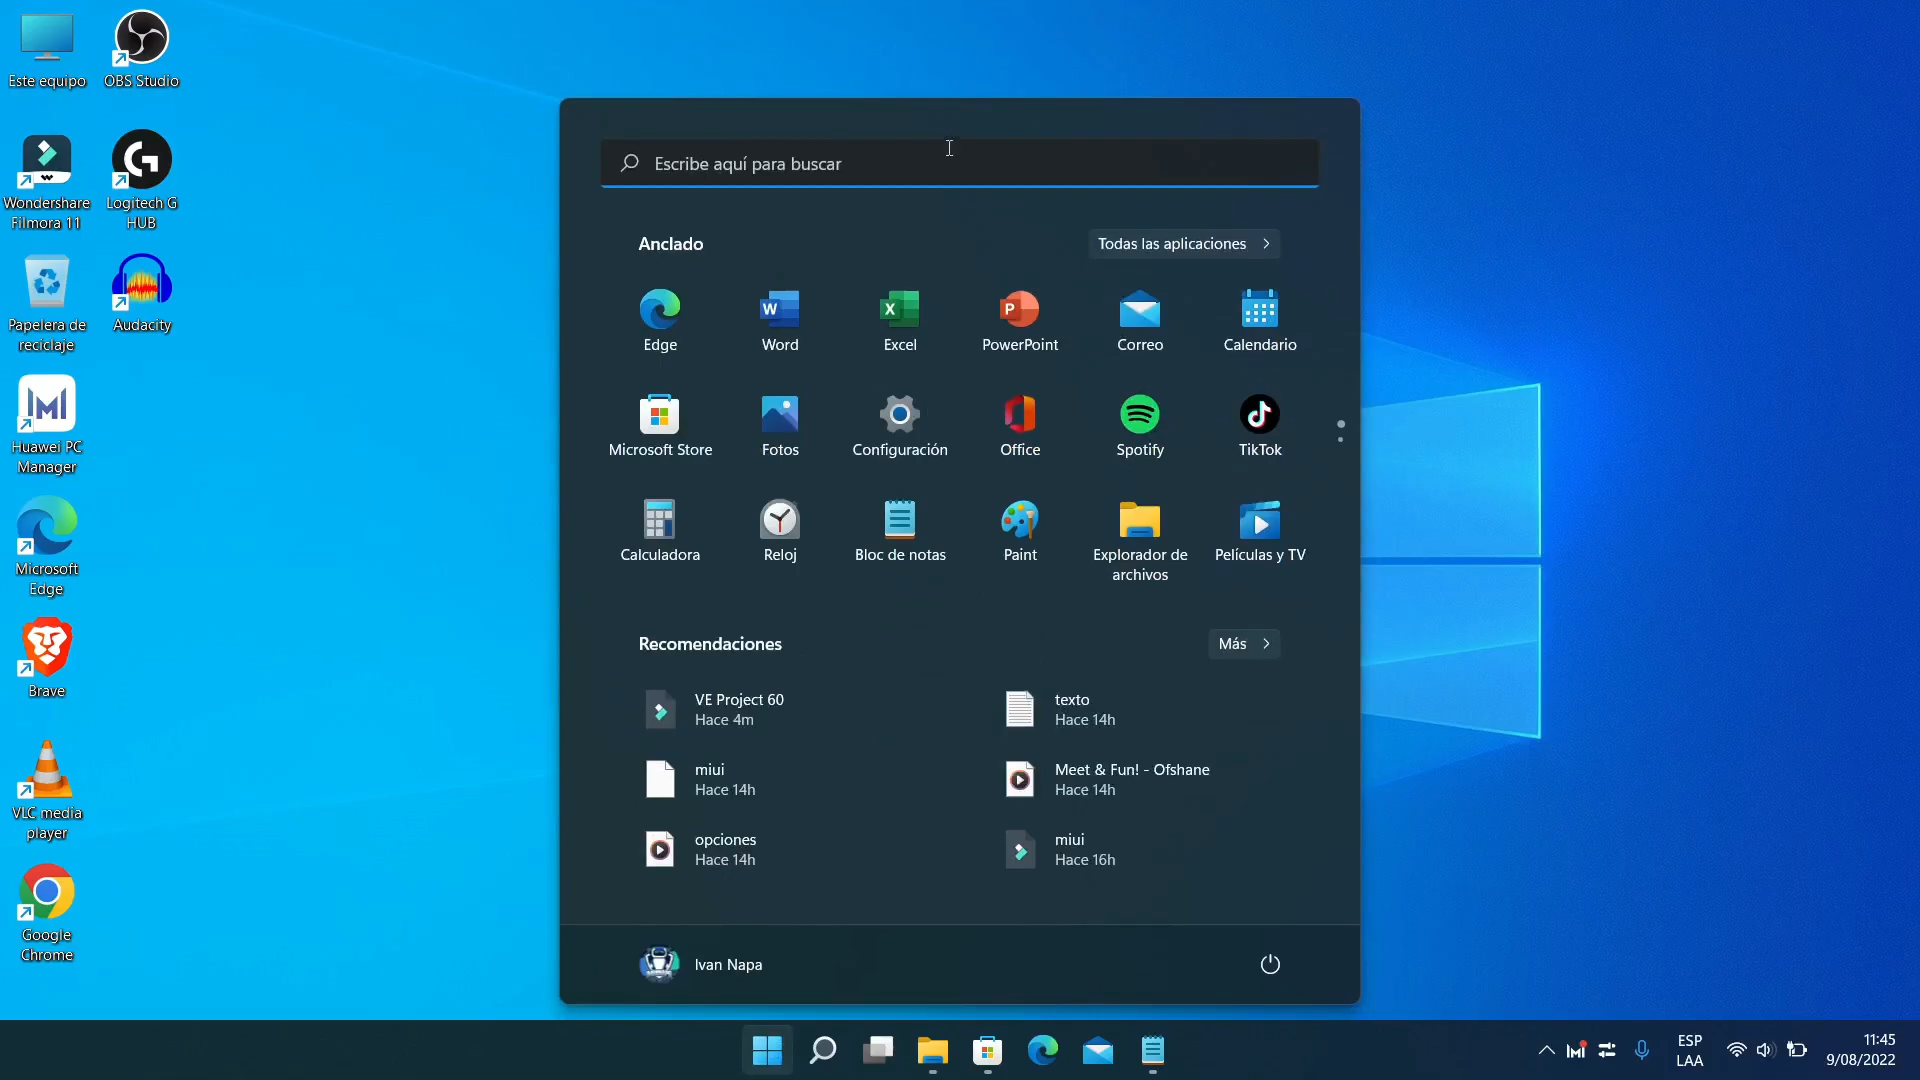 Este equipo
OBS Studio
Wondershare
Filmora 11
Logitech G
HUB
Papelera de
reciclaje
Audacity
Huawei PC
Manager
Microsoft
Edge
Brave
VLC media
player
Google
Chrome
Escribe aquí para buscar
Anclado
Todas las aplicaciones
Edge
Word
Excel
PowerPoint
Correo
Calendario
Microsoft Store
Fotos
Configuración
Office
Spotify
TikTok
Calculadora
Reloj
Bloc de notas
Paint
Explorador de
archivos
Películas y TV
Recomendaciones
Más
VE Project 60
Hace 4m
texto
Hace 14h
miui
Hace 14h
Meet & Fun! - Ofshane
Hace 14h
opciones
Hace 14h
miui
Hace 16h
Ivan Napa
ESP
LAA
11:45
9/08/2022